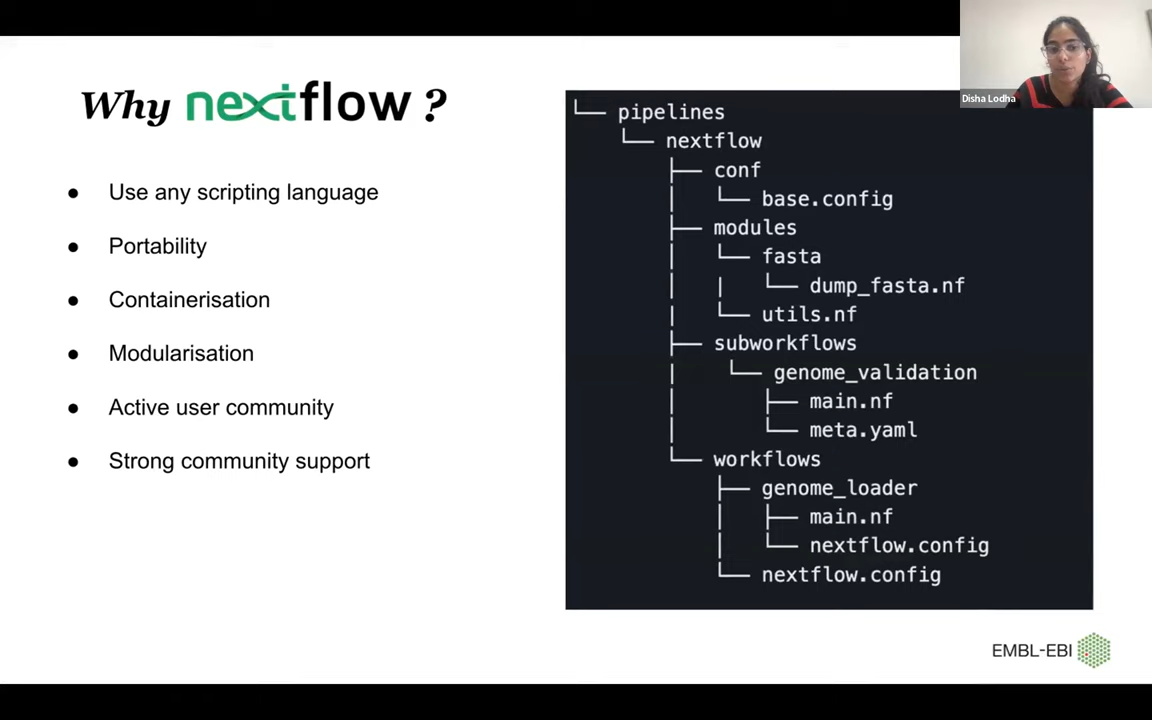 Why nextflow ?
● Use any scripting language
● Portability
● Containerisation
● Modularisation
● Active user community
● Strong community support
└── pipelines
    └── nextflow
        ├── conf
        │   └── base.config
        ├── modules
        │   └── fasta
        │   |   └── dump_fasta.nf
        │   └── utils.nf
        ├── subworkflows
        │    └── genome_validation
        │       ├── main.nf
        │       └── meta.yaml
        └── workflows
            ├── genome_loader
            │   ├── main.nf
            │   └── nextflow.config
            └── nextflow.config
Disha Lodha
EMBL-EBI